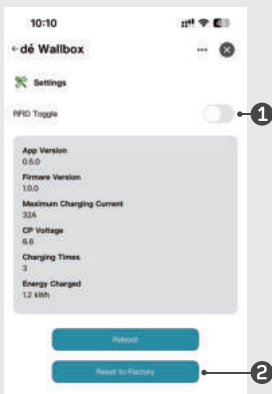 10:10
dé Wallbox
Settings
RFID Toggle
1
App Version
0.5.0
Firmare Version
1.0.0
Maximum Charging Current
32A
CP Voltage
6.6
Charging Times
3
Energy Charged
1.2 kWh
Reboot
Reset to Factory
2